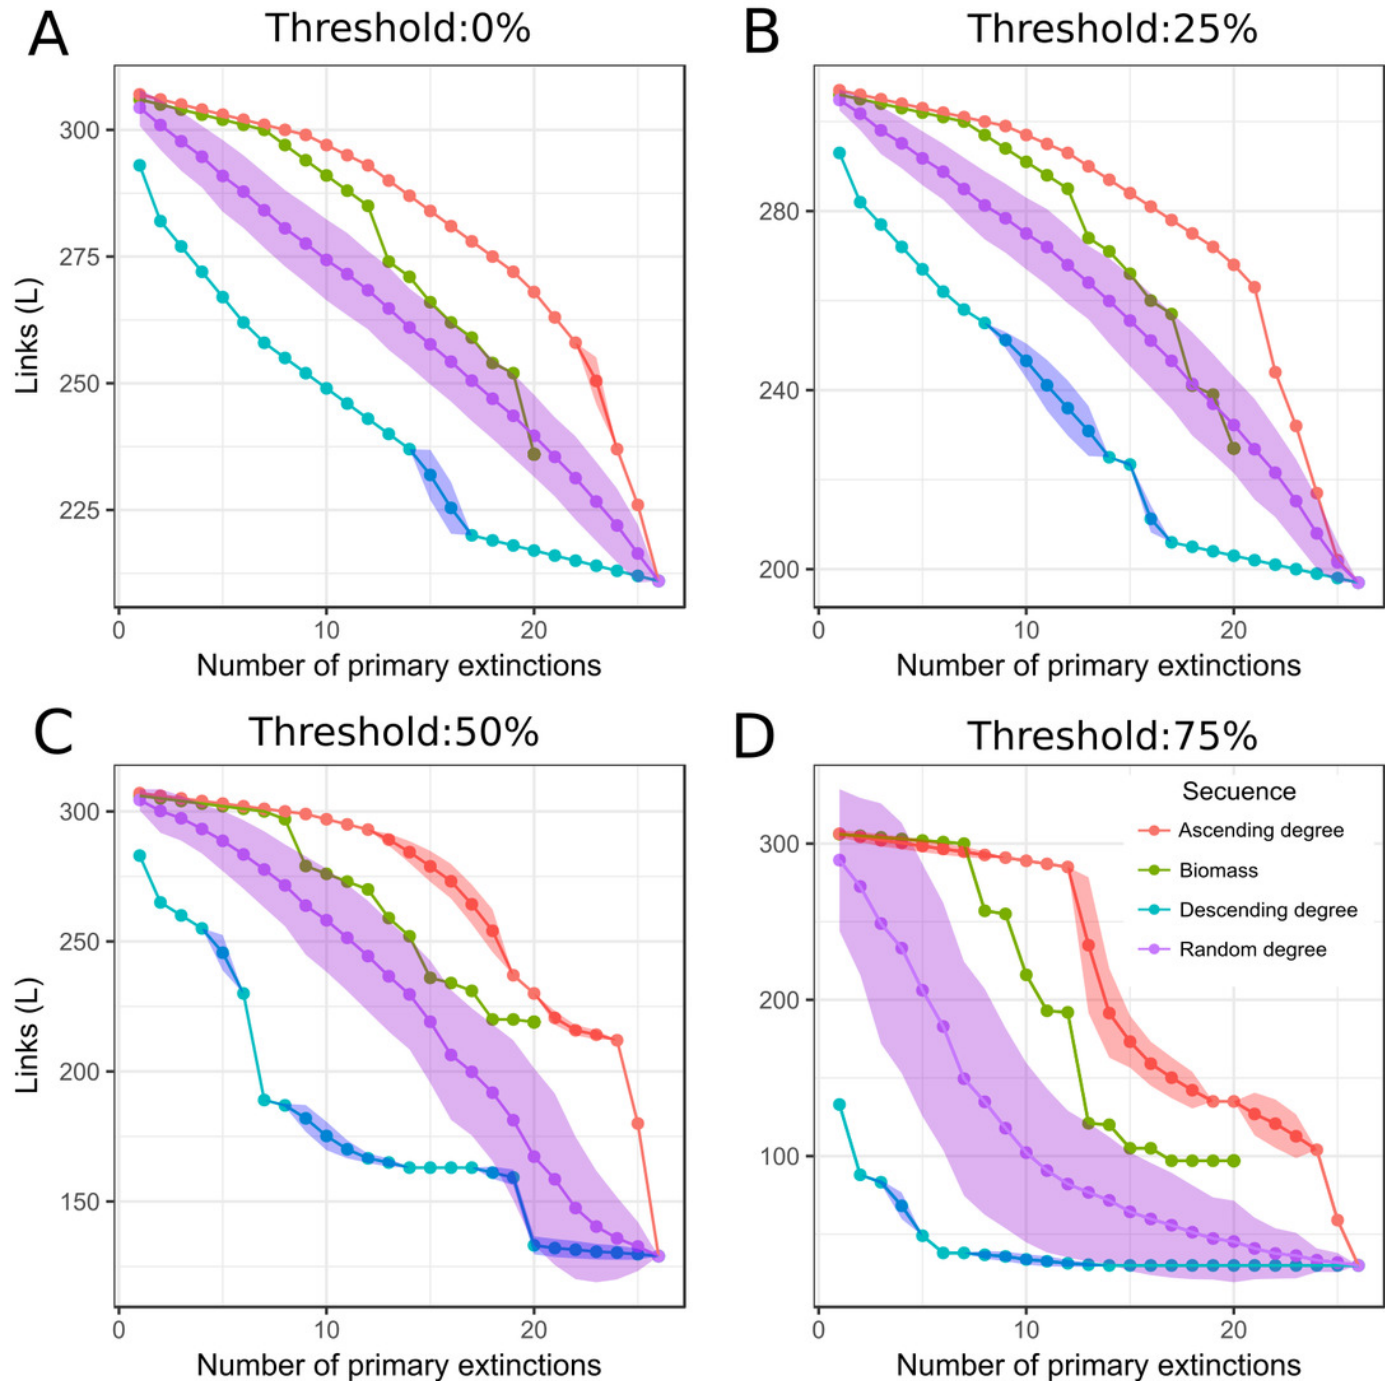 A
Threshold:0%
B
Threshold:25%
Links (L)
300
275
250
225
0
10
20
Number of primary extinctions
280
240
200
0
10
20
Number of primary extinctions
C
Threshold:50%
D
Threshold:75%
Links (L)
300
250
200
150
0
10
20
Number of primary extinctions
300
200
100
0
10
20
Number of primary extinctions
Secuence
Ascending degree
Biomass
Descending degree
Random degree